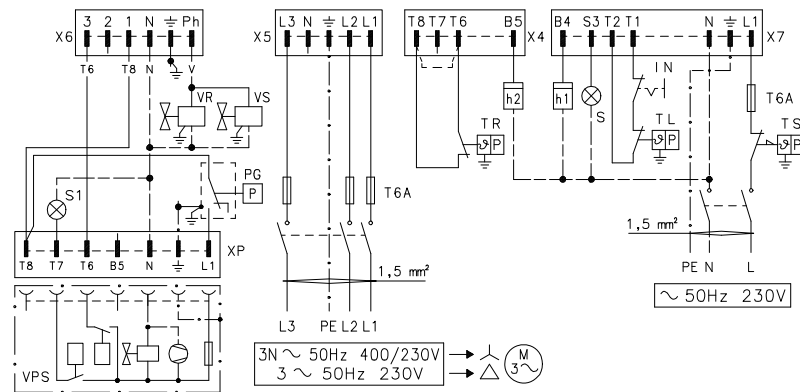 3 2 1 N ⏚ Ph
X6
T6 T8 N V
VR VS
PG
P
S1
XP
T8 T7 T6 B5 N ⏚ L1
VPS
X5
L3 N ⏚ L2 L1
T6A
1,5 mm²
L3 PE L2 L1
3N ~ 50Hz 400/230V
3 ~ 50Hz 230V
M
3~
T8 T7 T6 B5
X4
h2
TR
ϑ P
B4 S3 T2 T1 N ⏚ L1
X7
h1
S
IN
TL
ϑ P
T6A
TS
ϑ P
1,5 mm²
PE N L
~ 50Hz 230V